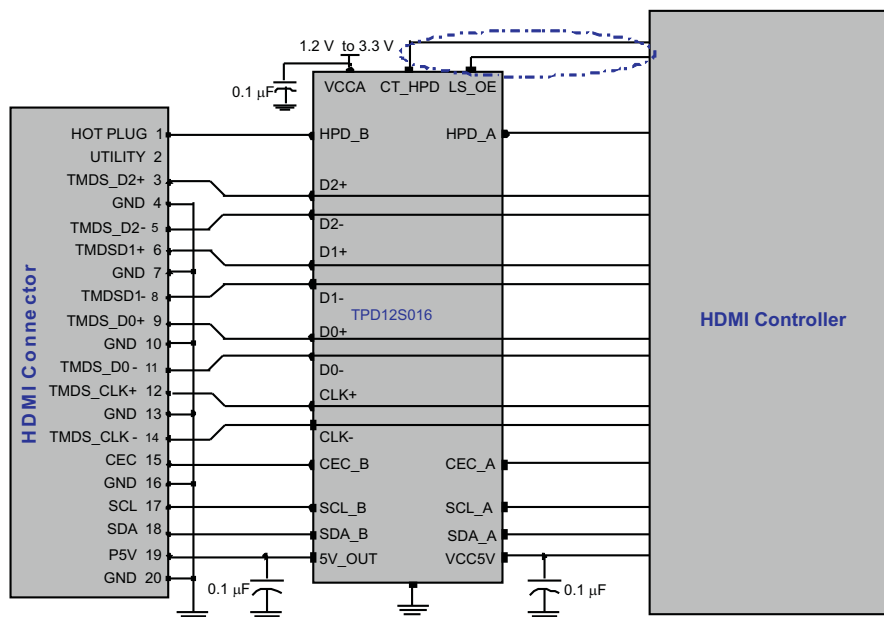 1.2 V to 3.3 V
0.1 μF
VCCA CT_HPD LS_OE
HDMI Connector
HOT PLUG 1
UTILITY 2
TMDS_D2+ 3
GND 4
TMDS_D2- 5
TMDSD1+ 6
GND 7
TMDSD1- 8
TMDS_D0+ 9
GND 10
TMDS_D0 - 11
TMDS_CLK+ 12
GND 13
TMDS_CLK - 14
CEC 15
GND 16
SCL 17
SDA 18
P5V 19
GND 20
0.1 μF
HPD_B
D2+
D2-
D1+
D1-
TPD12S016
D0+
D0-
CLK+
CLK-
CEC_B
SCL_B
SDA_B
5V_OUT
HPD_A
CEC_A
SCL_A
SDA_A
VCC5V
0.1 μF
HDMI Controller